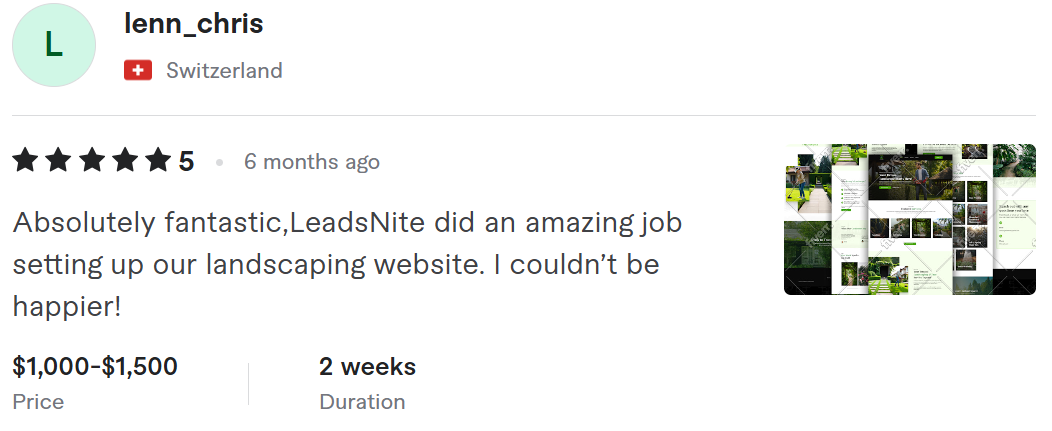 L
lenn_chris
Switzerland
5
6 months ago
Absolutely fantastic,LeadsNite did an amazing job
setting up our landscaping website. I couldn't be
happier!
$1,000-$1,500
2 weeks
Price
Duration